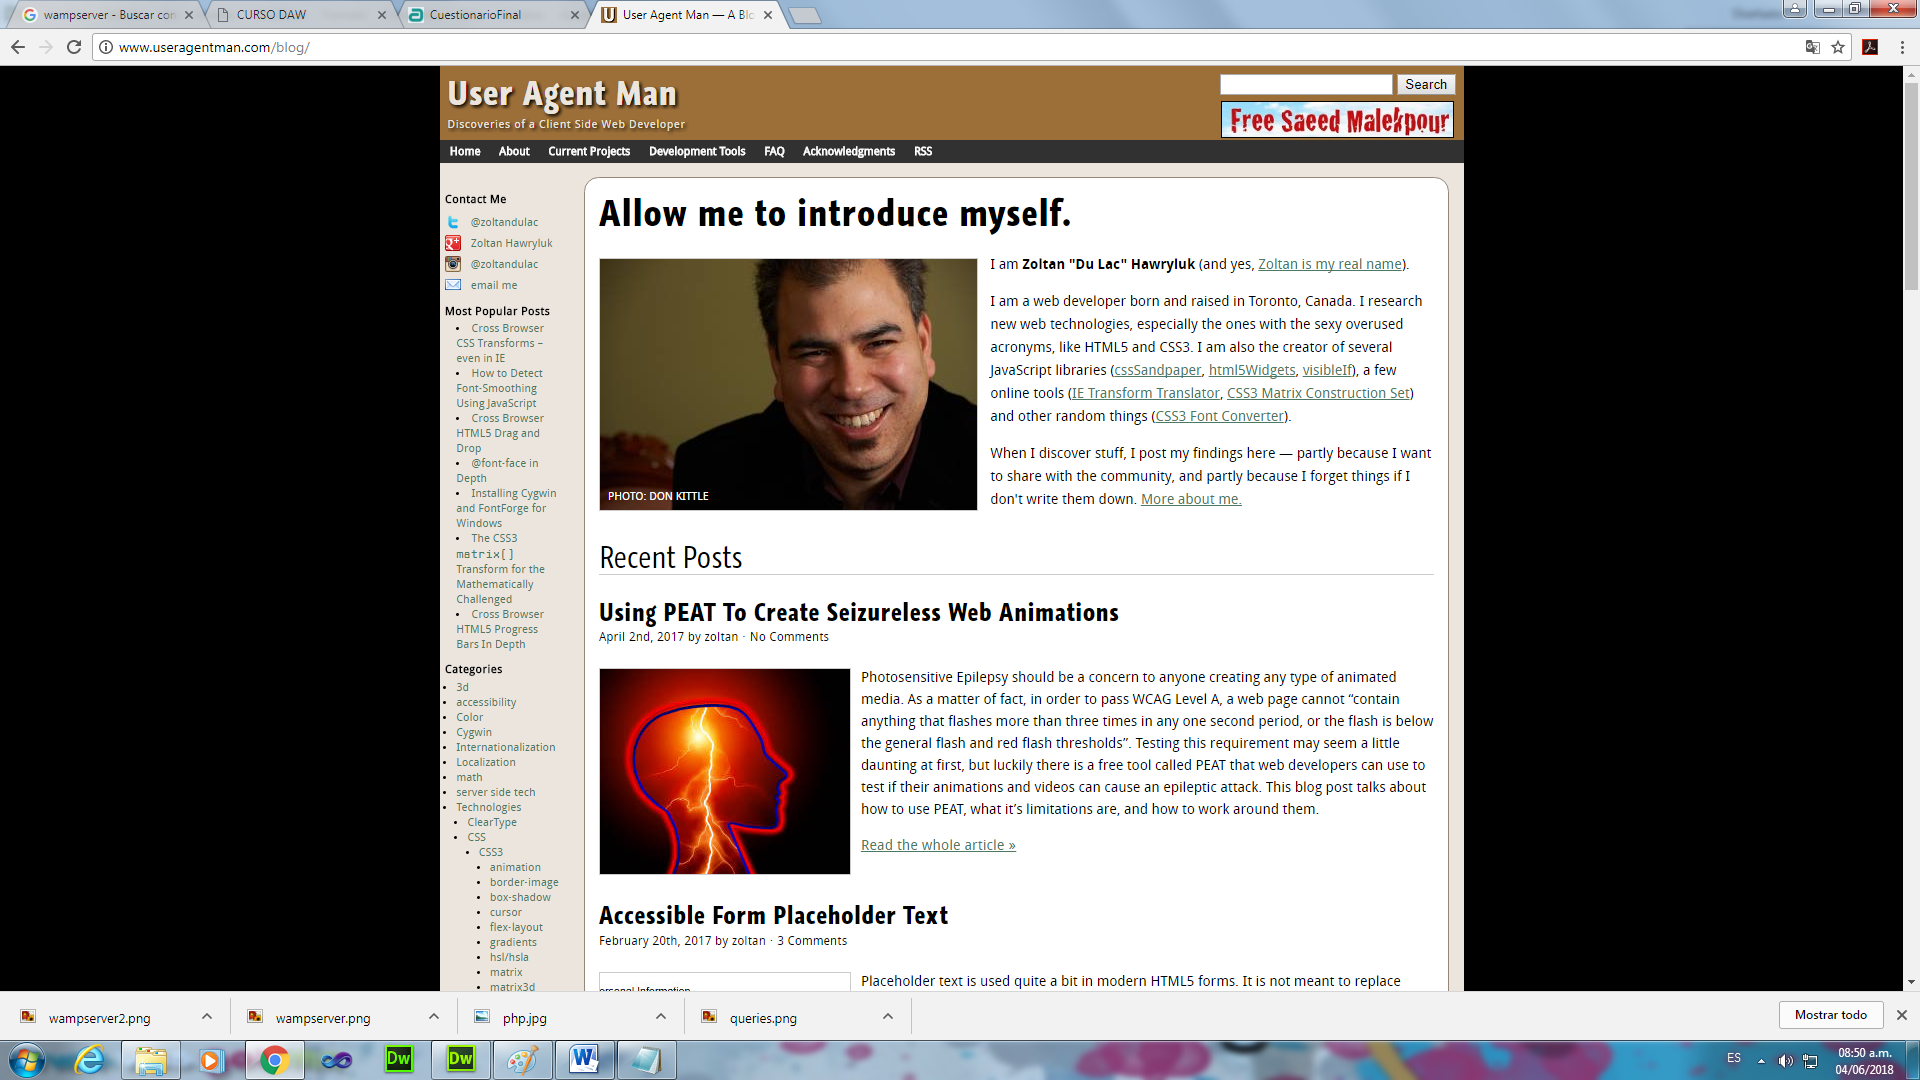 wampserver - Buscar con
CURSO DAW
CuestionarioFinal
User Agent Man — A Blo
www.useragentman.com/blog/
User Agent Man
Discoveries of a Client Side Web Developer
Search
Free Saeed Malekpour
Home About Current Projects Development Tools FAQ Acknowledgments RSS
Contact Me
@zoltandulac
Zoltan Hawryluk
@zoltandulac
email me
Most Popular Posts
• Cross Browser
CSS Transforms –
even in IE
• How to Detect
Font-Smoothing
Using JavaScript
• Cross Browser
HTML5 Drag and
Drop
• @font-face in
Depth
• Installing Cygwin
and FontForge for
Windows
• The CSS3
matrix[]
Transform for the
Mathematically
Challenged
• Cross Browser
HTML5 Progress
Bars In Depth
Categories
• 3d
• accessibility
• Color
• Cygwin
• Internationalization
• Localization
• math
• server side tech
• Technologies
• ClearType
• CSS
• CSS3
• animation
• border-image
• box-shadow
• cursor
• flex-layout
• gradients
• hsl/hsla
• matrix
• matrix3d
Allow me to introduce myself.
PHOTO: DON KITTLE
I am Zoltan "Du Lac" Hawryluk (and yes, Zoltan is my real name).
I am a web developer born and raised in Toronto, Canada. I research
new web technologies, especially the ones with the sexy overused
acronyms, like HTML5 and CSS3. I am also the creator of several
JavaScript libraries (cssSandpaper, html5Widgets, visibleIf), a few
online tools (IE Transform Translator, CSS3 Matrix Construction Set)
and other random things (CSS3 Font Converter).
When I discover stuff, I post my findings here — partly because I want
to share with the community, and partly because I forget things if I
don't write them down. More about me.
Recent Posts
Using PEAT To Create Seizureless Web Animations
April 2nd, 2017 by zoltan · No Comments
Photosensitive Epilepsy should be a concern to anyone creating any type of animated
media. As a matter of fact, in order to pass WCAG Level A, a web page cannot “contain
anything that flashes more than three times in any one second period, or the flash is below
the general flash and red flash thresholds”. Testing this requirement may seem a little
daunting at first, but luckily there is a free tool called PEAT that web developers can use to
test if their animations and videos can cause an epileptic attack. This blog post talks about
how to use PEAT, what it’s limitations are, and how to work around them.
Read the whole article »
Accessible Form Placeholder Text
February 20th, 2017 by zoltan · 3 Comments
ersonal Information
Placeholder text is used quite a bit in modern HTML5 forms. It is not meant to replace
wampserver2.png
wampserver.png
php.jpg
queries.png
Mostrar todo
Dw
Dw
ES
08:50 a.m.
04/06/2018